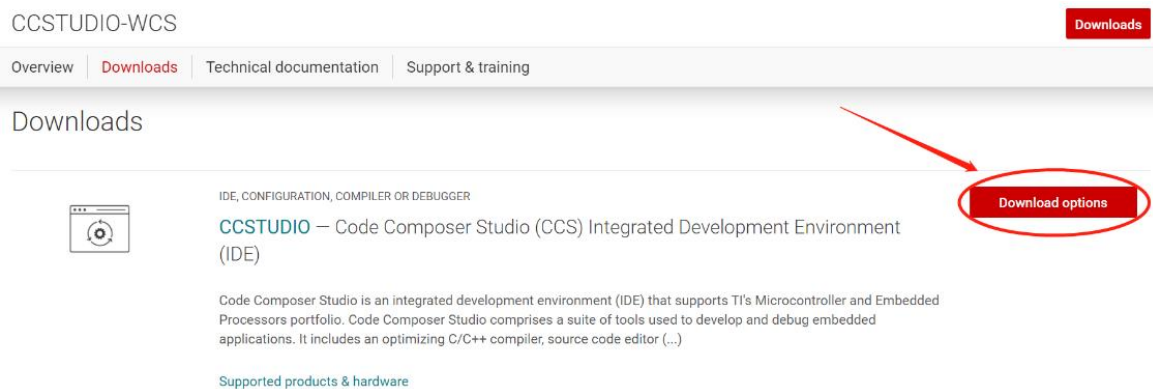 CCSTUDIO-WCS
Downloads
Overview Downloads Technical documentation Support & training
Downloads
IDE, CONFIGURATION, COMPILER OR DEBUGGER
Download options
CCSTUDIO — Code Composer Studio (CCS) Integrated Development Environment
(IDE)
Code Composer Studio is an integrated development environment (IDE) that supports TI's Microcontroller and Embedded
Processors portfolio. Code Composer Studio comprises a suite of tools used to develop and debug embedded
applications. It includes an optimizing C/C++ compiler, source code editor (...)
Supported products & hardware